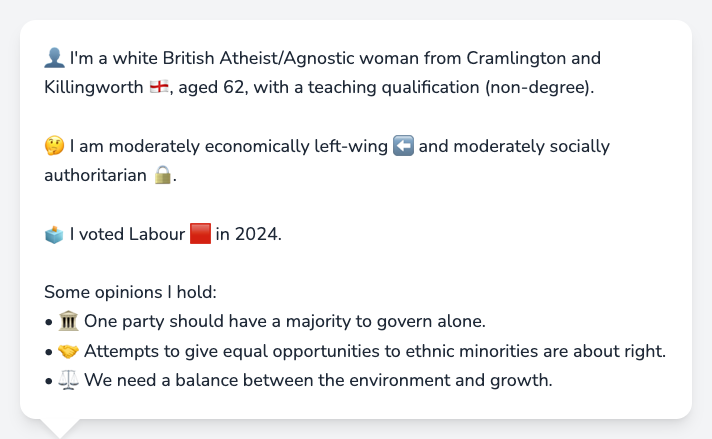 👤 I'm a white British Atheist/Agnostic woman from Cramlington and
Killingworth 🏴󠁧󠁢󠁥󠁮󠁧󠁿, aged 62, with a teaching qualification (non-degree).
🤔 I am moderately economically left-wing ⬅️ and moderately socially
authoritarian 🔒.
🗳️ I voted Labour 🟥 in 2024.
Some opinions I hold:
• 🏛️ One party should have a majority to govern alone.
• 🤝 Attempts to give equal opportunities to ethnic minorities are about right.
• ⚖️ We need a balance between the environment and growth.